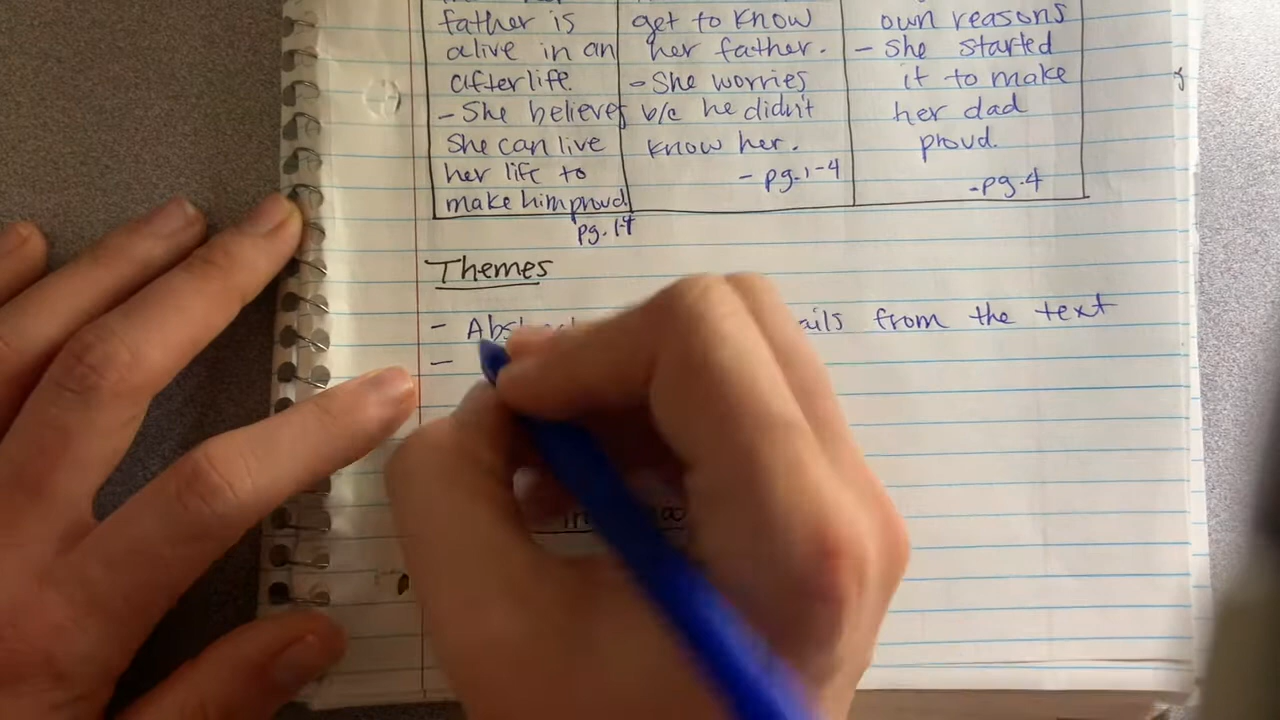 father is
alive in an
afterlife.
- She believes
she can live
her life to
make him proud
pg. 1-4
get to know
her father.
- She worries
b/c he didn't
know her.
- pg. 1-4
own reasons
- She started
it to make
her dad
proud.
- pg. 4
Themes
- from the text
-